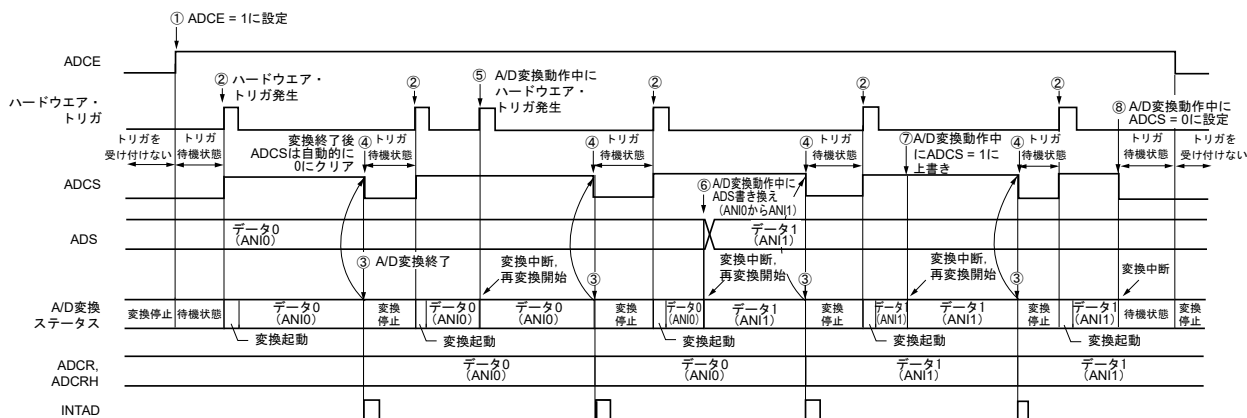 ① ADCE = 1に設定
ADCE
② ハードウエア・
トリガ発生
②
⑤ A/D変換動作中に
ハードウエア・
トリガ発生
②
②
②
⑧ A/D変換動作中に
ADCS = 0に設定
ハードウエア・
トリガ
トリガを
受け付けない
トリガ
待機状態
変換終了後
ADCSは自動的に
0にクリア
④ トリガ
待機状態
④ トリガ
待機状態
④ トリガ
待機状態
⑦ A/D変換動作中
にADCS = 1に
上書き
④ トリガ
待機状態
トリガ
待機状態
トリガを
受け付けない
ADCS
⑥ A/D変換動作中に
ADS書き換え
(ANI0からANI1)
ADS
データ0
(ANI0)
データ1
(ANI1)
③ A/D変換終了
変換中断,
再変換開始
③
変換中断,
再変換開始
③
変換中断,
再変換開始
③
変換中断
A/D変換
ステータス
変換停止
待機状態
データ0
(ANI0)
変換
停止
データ0
(ANI0)
データ0
(ANI0)
変換
停止
データ0
(ANI0)
データ1
(ANI1)
変換
停止
データ1
(ANI1)
データ1
(ANI1)
変換
停止
データ1
(ANI1)
待機状態
変換
停止
変換起動
変換起動
変換起動
変換起動
変換起動
ADCR,
ADCRH
データ0
(ANI0)
データ0
(ANI0)
データ1
(ANI1)
データ1
(ANI1)
INTAD